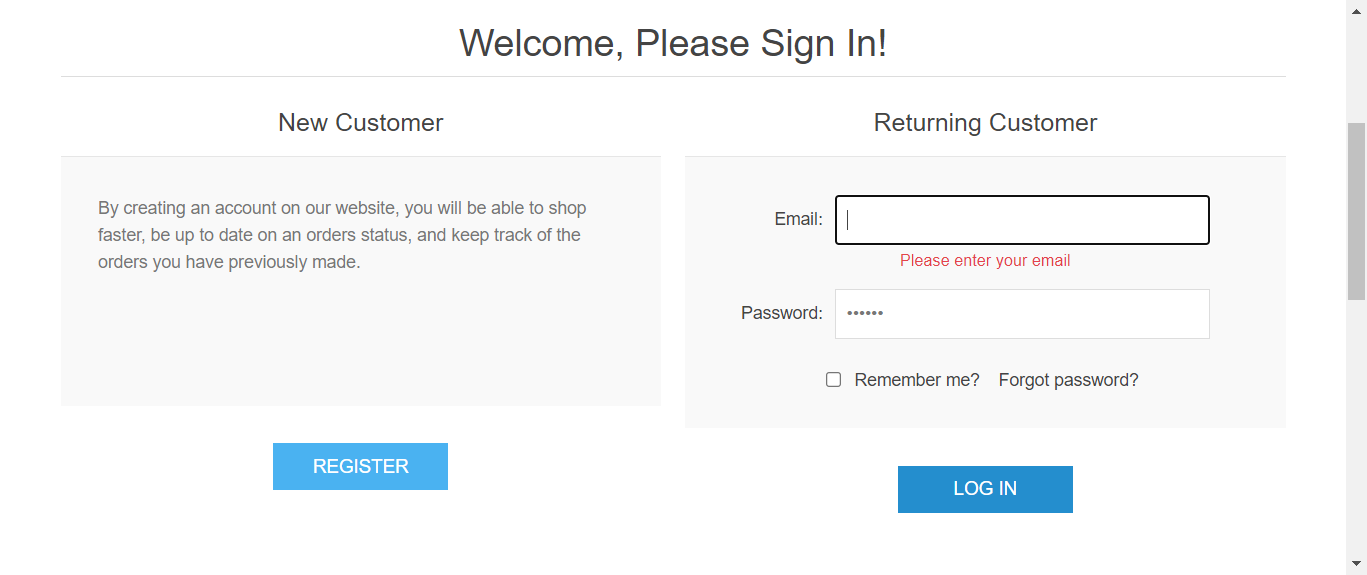 Welcome, Please Sign In!
New Customer
By creating an account on our website, you will be able to shop
faster, be up to date on an orders status, and keep track of the
orders you have previously made.
REGISTER
Returning Customer
Email:
Please enter your email
Password: ••••••
Remember me? Forgot password?
LOG IN